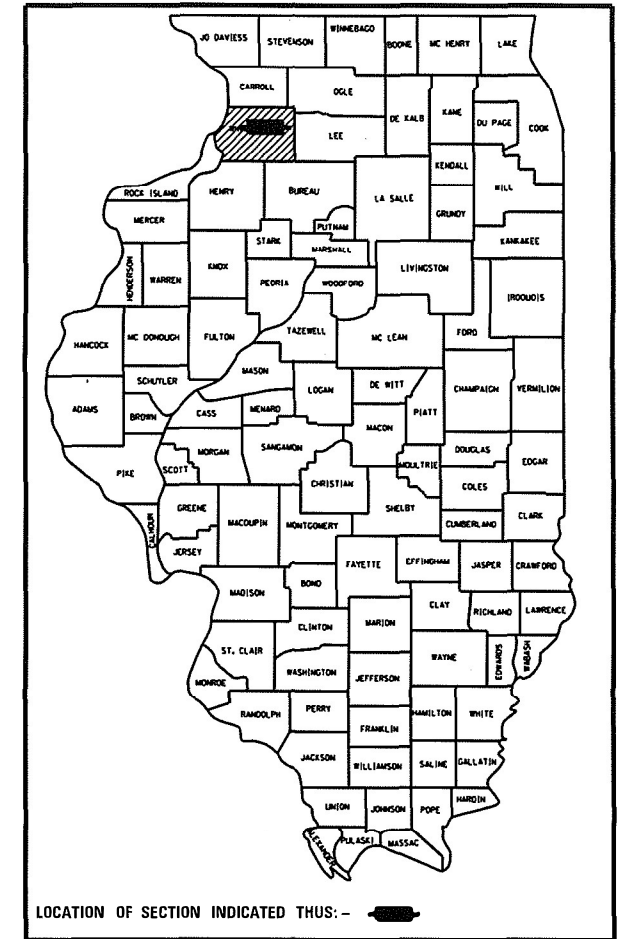 JO DAVIESS
STEVENSON
WINNEBAGO
BOONE
MC HENRY
LAKE
CARROLL
OGLE
DE KALB
KANE
DU PAGE
COOK
LEE
KENDALL
WILL
ROCK ISLAND
HENRY
BUREAU
LA SALLE
GRUNDY
MERCER
PUTNAM
STARK
MARSHALL
KANKAKEE
HENDERSON
WARREN
KNOX
PEORIA
WOODFORD
LIVINGSTON
IROQUOIS
HANCOCK
MC DONOUGH
FULTON
TAZEWELL
MC LEAN
FORD
SCHUYLER
MASON
LOGAN
DE WITT
CHAMPAIGN
VERMILION
ADAMS
BROWN
CASS
MENARD
MACON
PIATT
MORGAN
SANGAMON
DOUGLAS
EDGAR
PIKE
SCOTT
CHRISTIAN
MOULTRIE
COLES
GREENE
MACOUPIN
MONTGOMERY
SHELBY
CUMBERLAND
CLARK
CALHOUN
JERSEY
FAYETTE
EFFINGHAM
JASPER
CRAWFORD
MADISON
BOND
CLAY
RICHLAND
LAWRENCE
CLINTON
MARION
ST. CLAIR
WAYNE
EDWARDS
WABASH
MONROE
WASHINGTON
JEFFERSON
RANDOLPH
PERRY
HAMILTON
WHITE
FRANKLIN
JACKSON
WILLIAMSON
SALINE
GALLATIN
UNION
JOHNSON
POPE
HARDIN
ALEXANDER
PULASKI
MASSAC
LOCATION OF SECTION INDICATED THUS:-